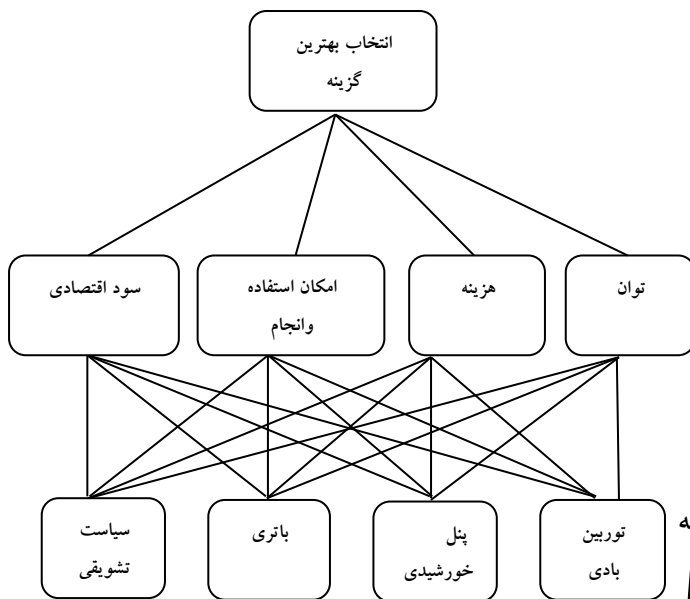 انتخاب بهترین
گزینه
توان
هزینه
امکان استفاده
وانجام
سود اقتصادی
توربین
بادی
پنل
خورشیدی
باتری
سیاست
تشویقی